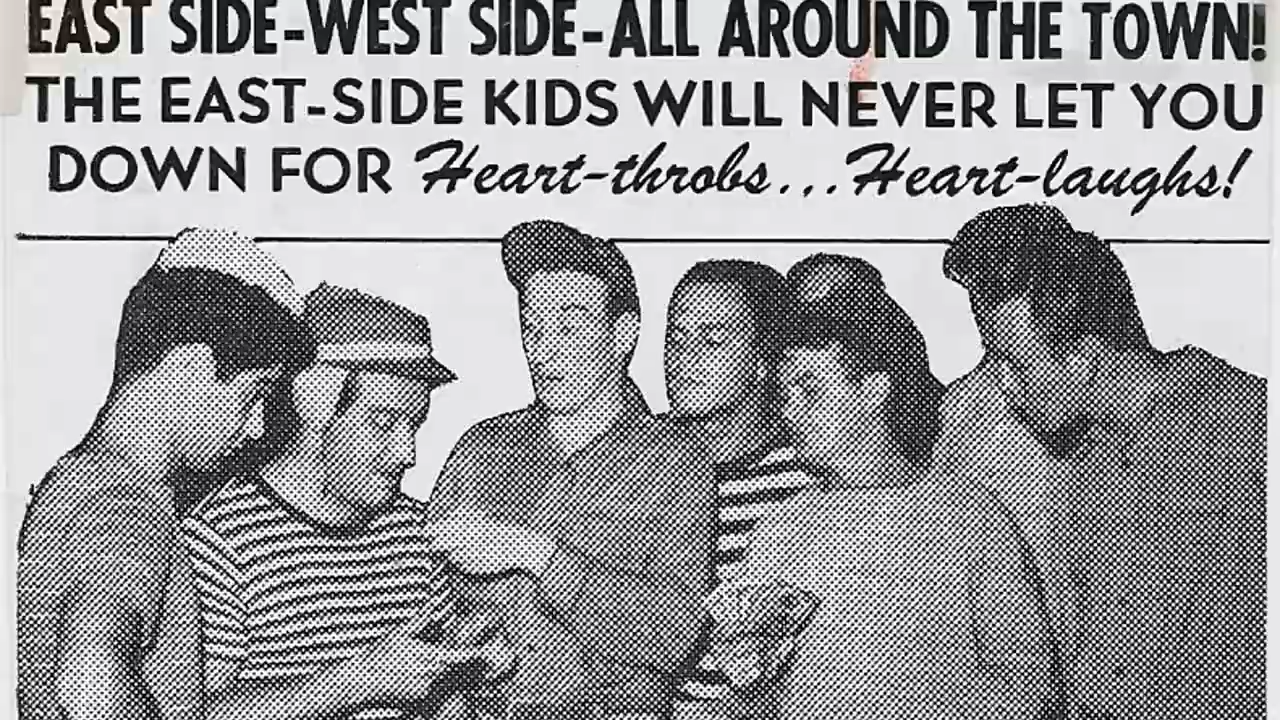 EAST SIDE-WEST SIDE-ALL AROUND THE TOWN!
THE EAST-SIDE KIDS WILL NEVER LET YOU
DOWN FOR Heart-throbs...Heart-laughs!